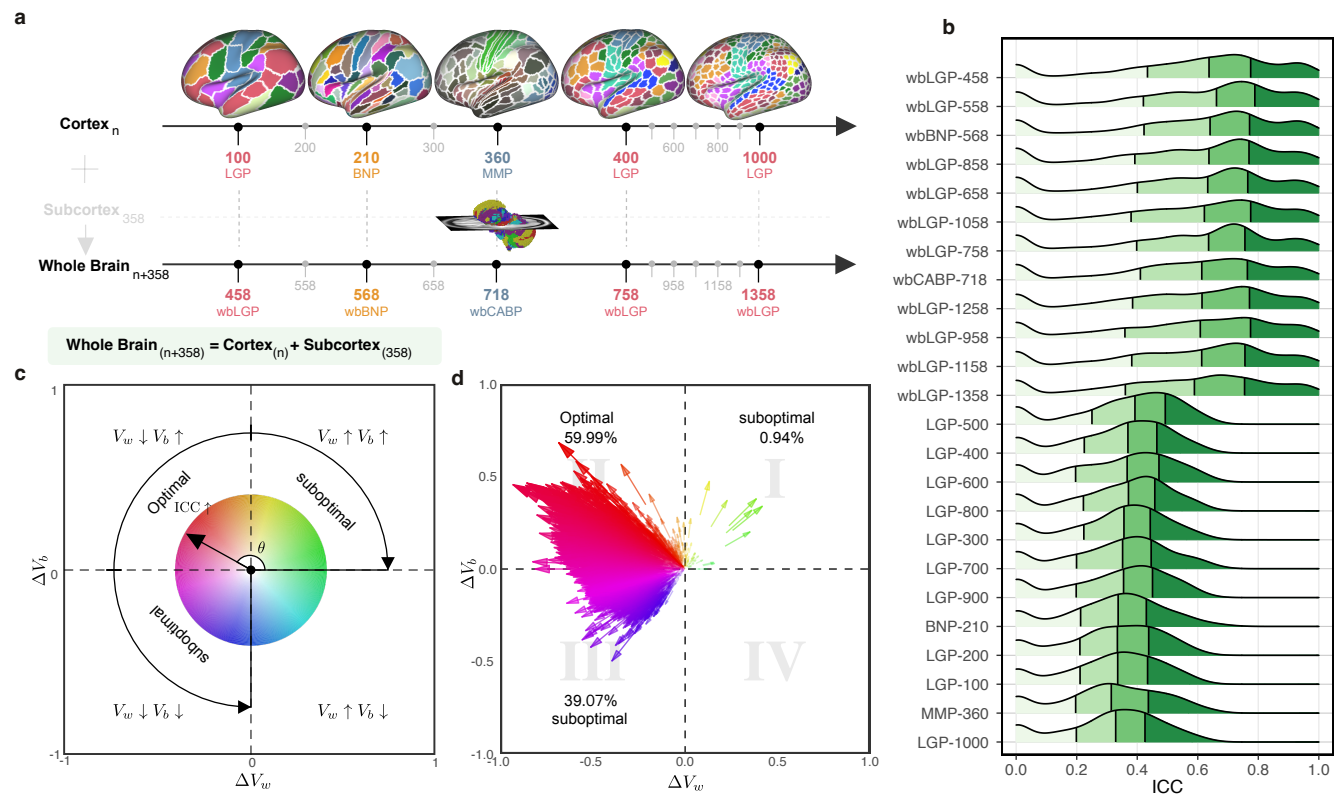 a
Cortex n
200
300
600
800
100
210
360
400
1000
LGP
BNP
MMP
LGP
LGP
Subcortex 358
Whole Brain n+358
558
658
958
1158
458
568
718
758
1358
wbLGP
wbBNP
wbCABP
wbLGP
wbLGP
Whole Brain (n+358) = Cortex(n) + Subcortex(358)
b
wbLGP-458
wbLGP-558
wbBNP-568
wbLGP-858
wbLGP-658
wbLGP-1058
wbLGP-758
wbCABP-718
wbLGP-1258
wbLGP-958
wbLGP-1158
wbLGP-1358
LGP-500
LGP-400
LGP-600
LGP-800
LGP-300
LGP-700
LGP-900
BNP-210
LGP-200
LGP-100
MMP-360
LGP-1000
0.0
0.2
0.4
0.6
0.8
1.0
ICC
c
1
0
-1
ΔVb
Vw ↓ Vb ↑
Vw ↑ Vb ↑
Optimal
ICC ↑
suboptimal
θ
suboptimal
Vw ↓ Vb ↓
Vw ↑ Vb ↓
-1
0
1
ΔVw
d
1.0
0.5
0.0
-0.5
-1.0
ΔVb
Optimal
59.99%
suboptimal
0.94%
II
I
III
IV
39.07%
suboptimal
-1.0
-0.5
0.0
0.5
1.0
ΔVw